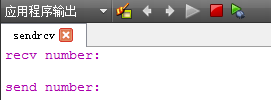 应用程序输出
sendrcv
recv number:
send number: